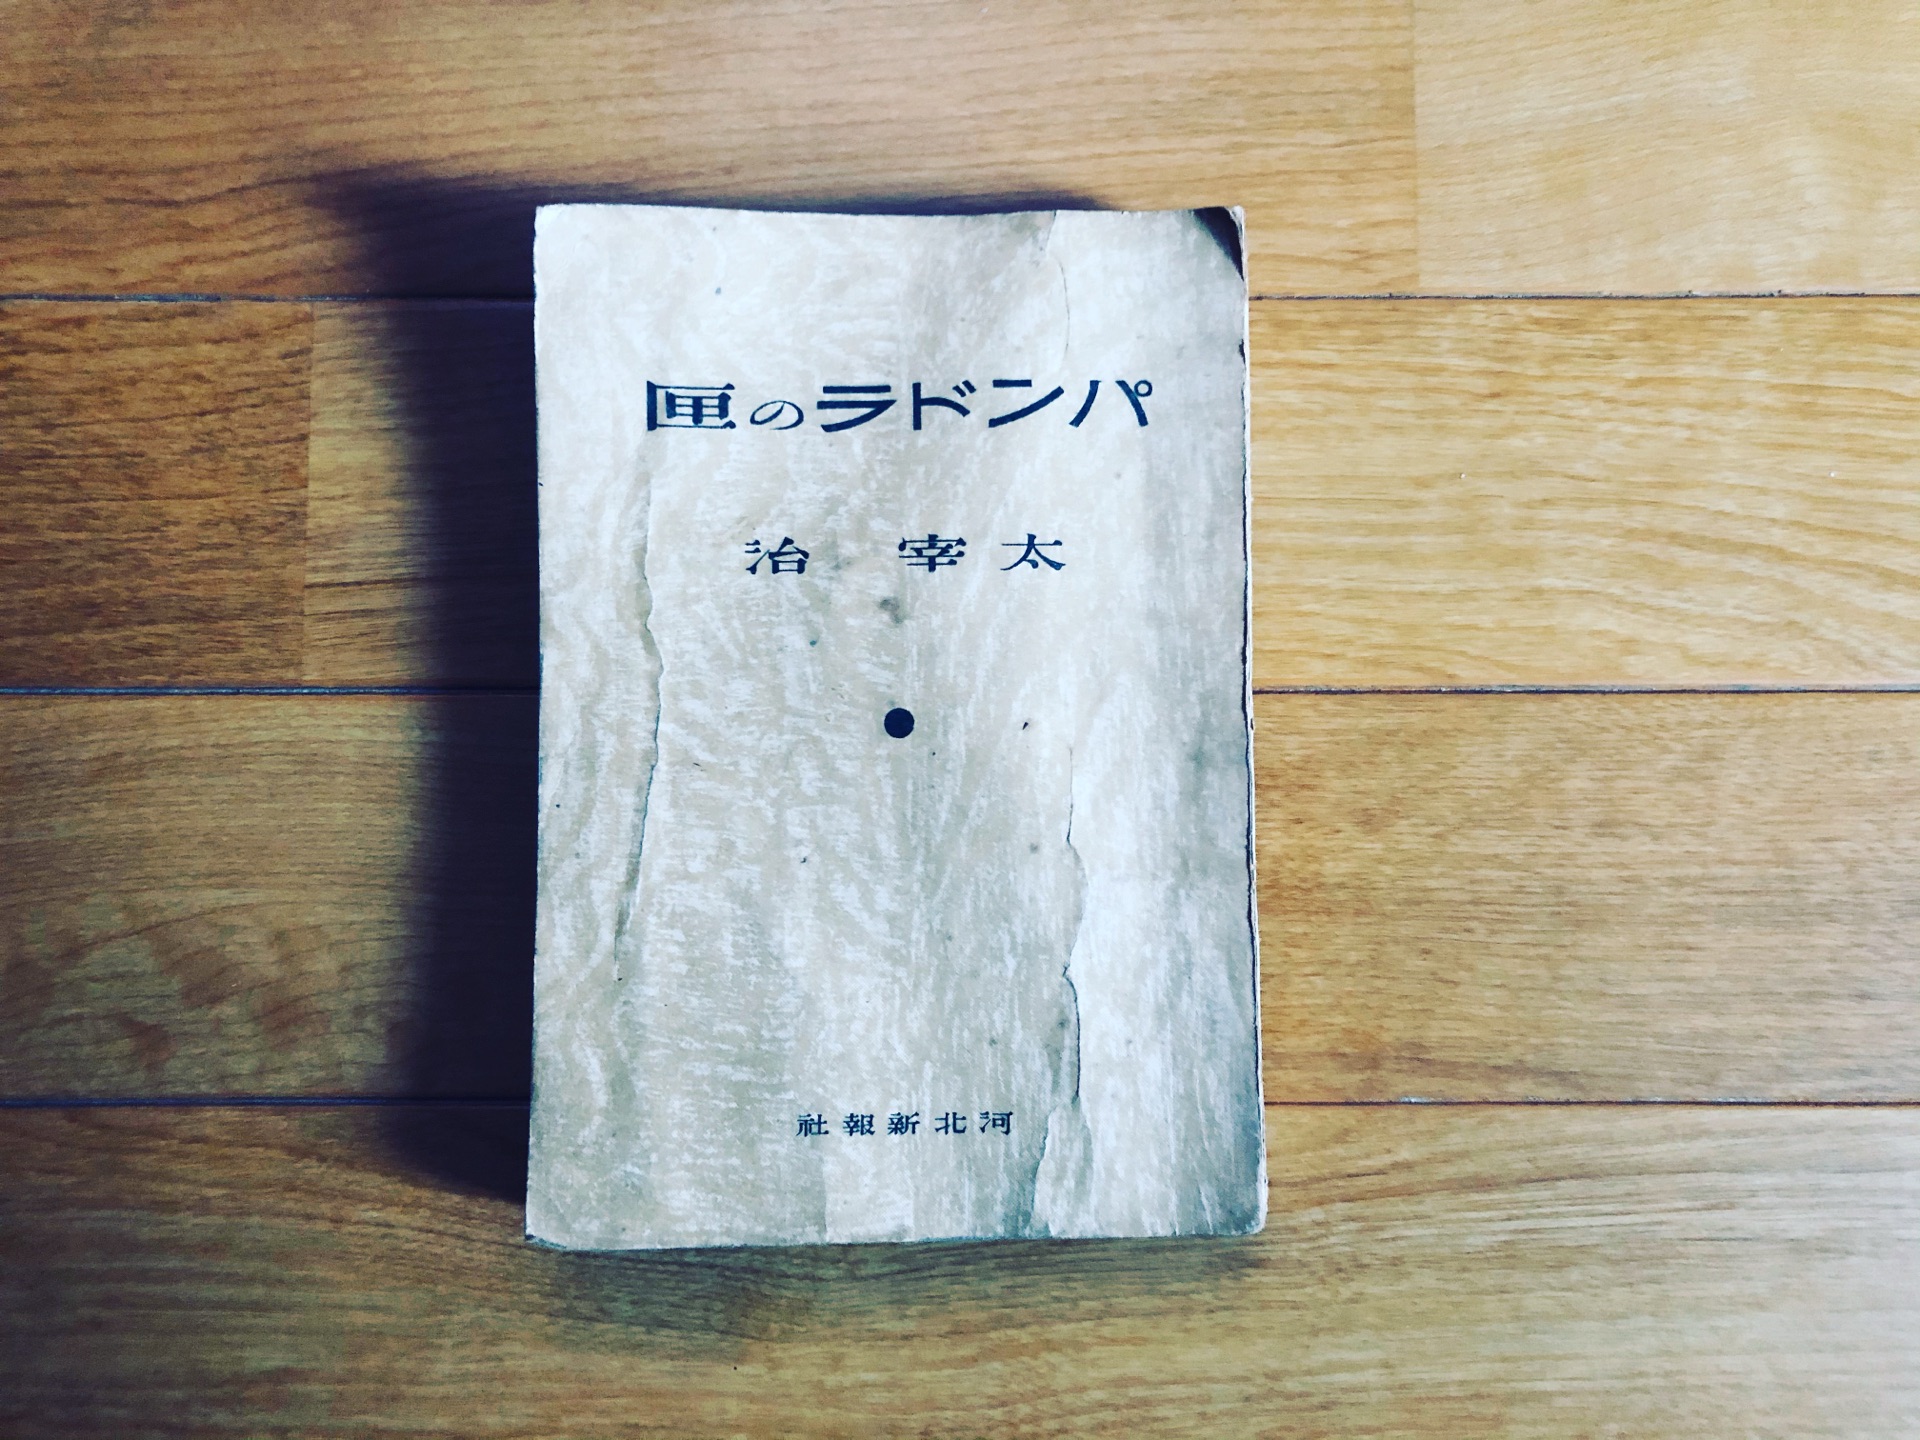 パンドラの匣
太宰 治
河北新報社